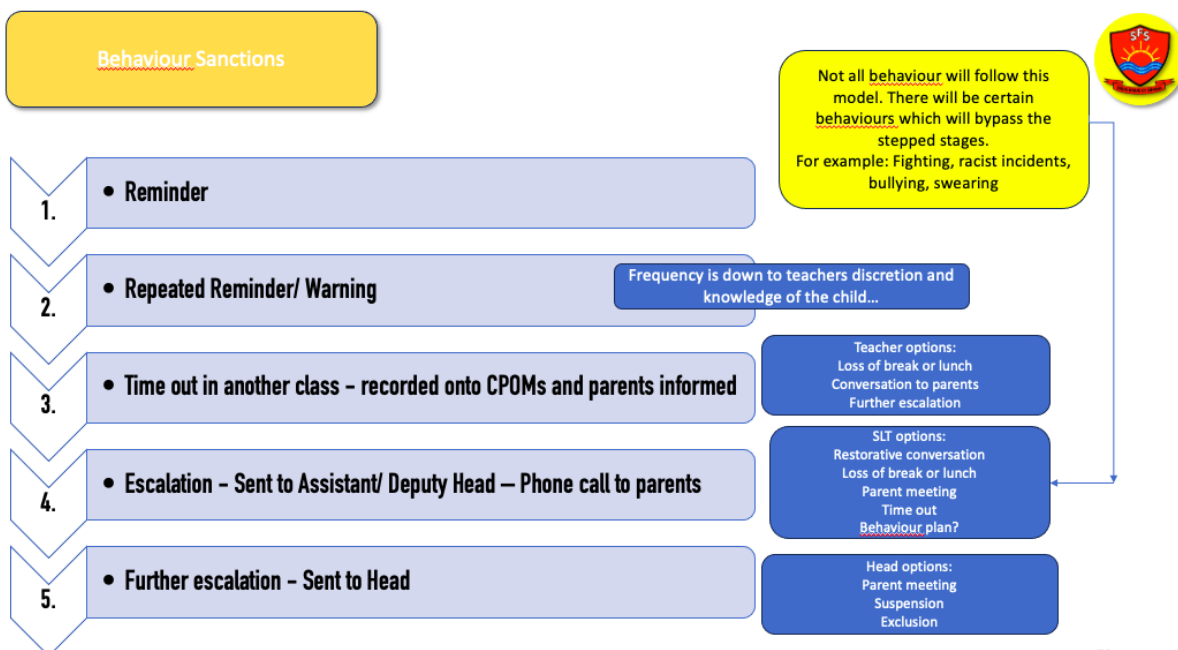 Behaviour Sanctions
SFS
Not all behaviour will follow this
model. There will be certain
behaviours which will bypass the
stepped stages.
For example: Fighting, racist incidents,
bullying, swearing
1.
• Reminder
2.
• Repeated Reminder/ Warning
Frequency is down to teachers discretion and
knowledge of the child...
3.
• Time out in another class - recorded onto CPOMs and parents informed
Teacher options:
Loss of break or lunch
Conversation to parents
Further escalation
4.
• Escalation - Sent to Assistant/ Deputy Head – Phone call to parents
SLT options:
Restorative conversation
Loss of break or lunch
Parent meeting
Time out
Behaviour plan?
5.
• Further escalation - Sent to Head
Head options:
Parent meeting
Suspension
Exclusion